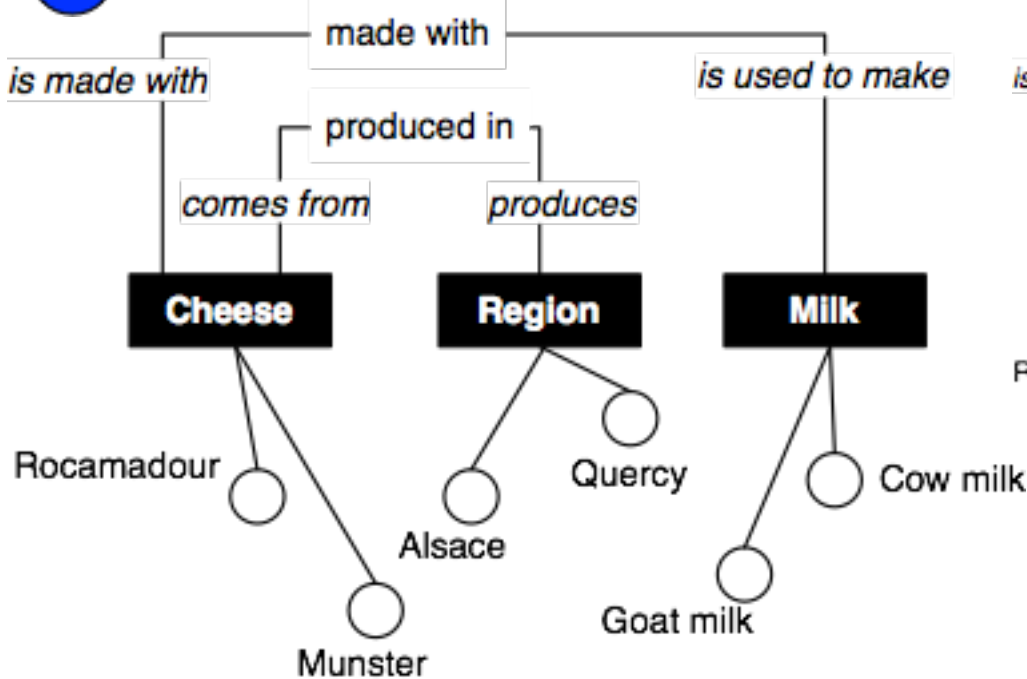 made with
is made with
is used to make
is
produced in
comes from
produces
Cheese
Region
Milk
P
Rocamadour
Quercy
Cow milk
Alsace
Goat milk
Munster